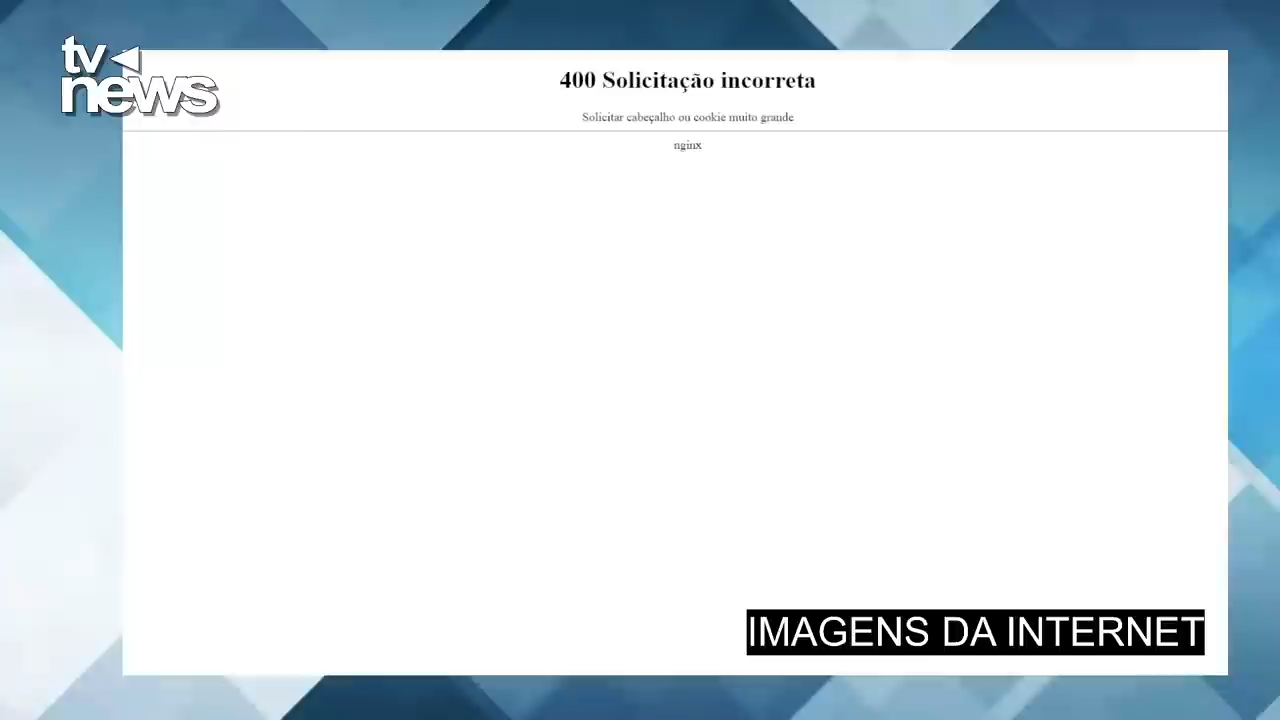 tv
news
400 Solicitação incorreta
Solicitar cabeçalho ou cookie muito grande
nginx
IMAGENS DA INTERNET